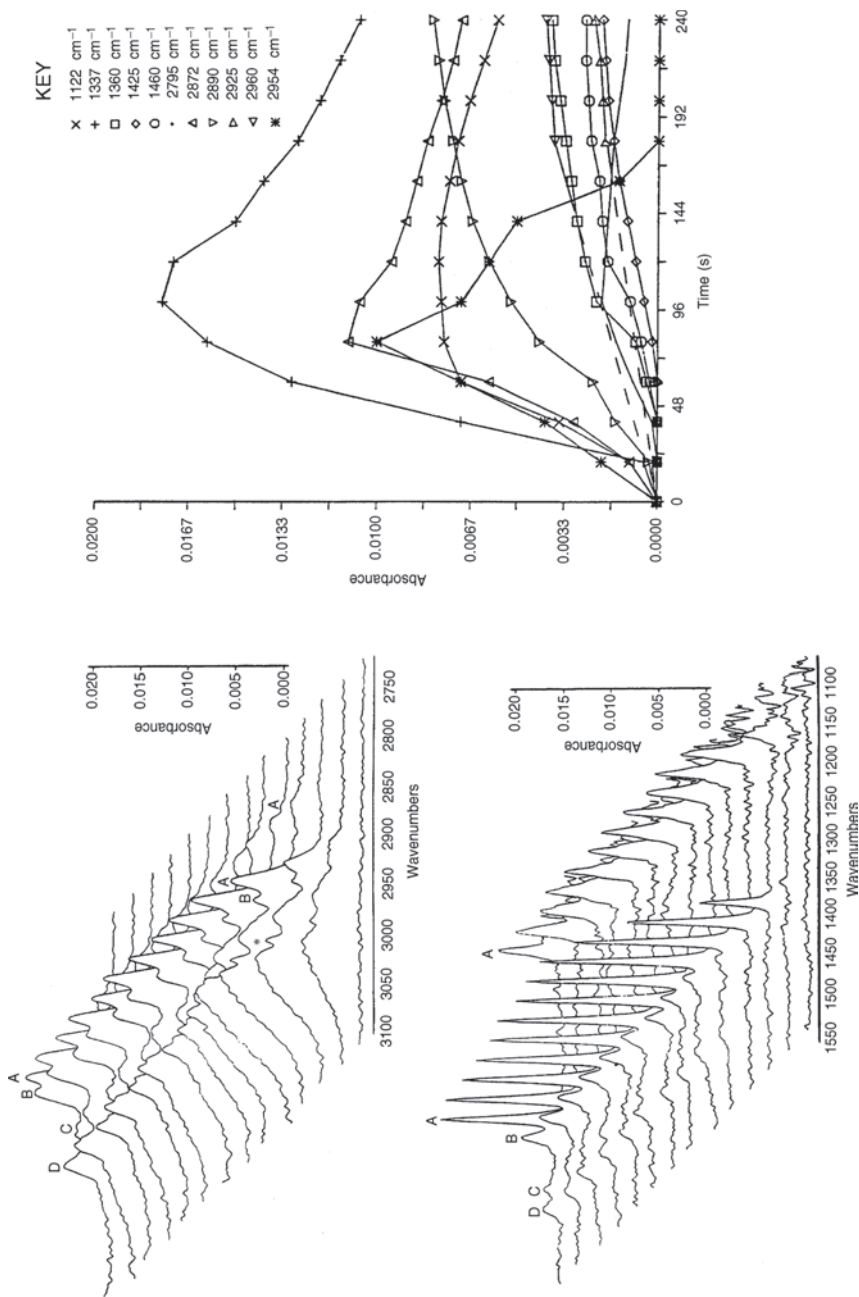 A
B
C
D
A
B
A
*
0.020
0.015
0.010
0.005
0.000
Absorbance
3100 3050 3000 2950 2900 2850 2800 2750
Wavenumbers
A
B
C
D
A
0.020
0.015
0.010
0.005
0.000
Absorbance
1550 1500 1450 1400 1350 1300 1250 1200 1150 1100
Wavenumbers
0.0200
0.0167
0.0133
0.0100
0.0067
0.0033
0.0000
Absorbance
0 48 96 144 192 240
Time (s)
KEY
× 1122 cm⁻¹
+ 1337 cm⁻¹
□ 1360 cm⁻¹
◇ 1425 cm⁻¹
○ 1460 cm⁻¹
· 2795 cm⁻¹
△ 2872 cm⁻¹
▽ 2890 cm⁻¹
▷ 2925 cm⁻¹
◁ 2960 cm⁻¹
* 2954 cm⁻¹